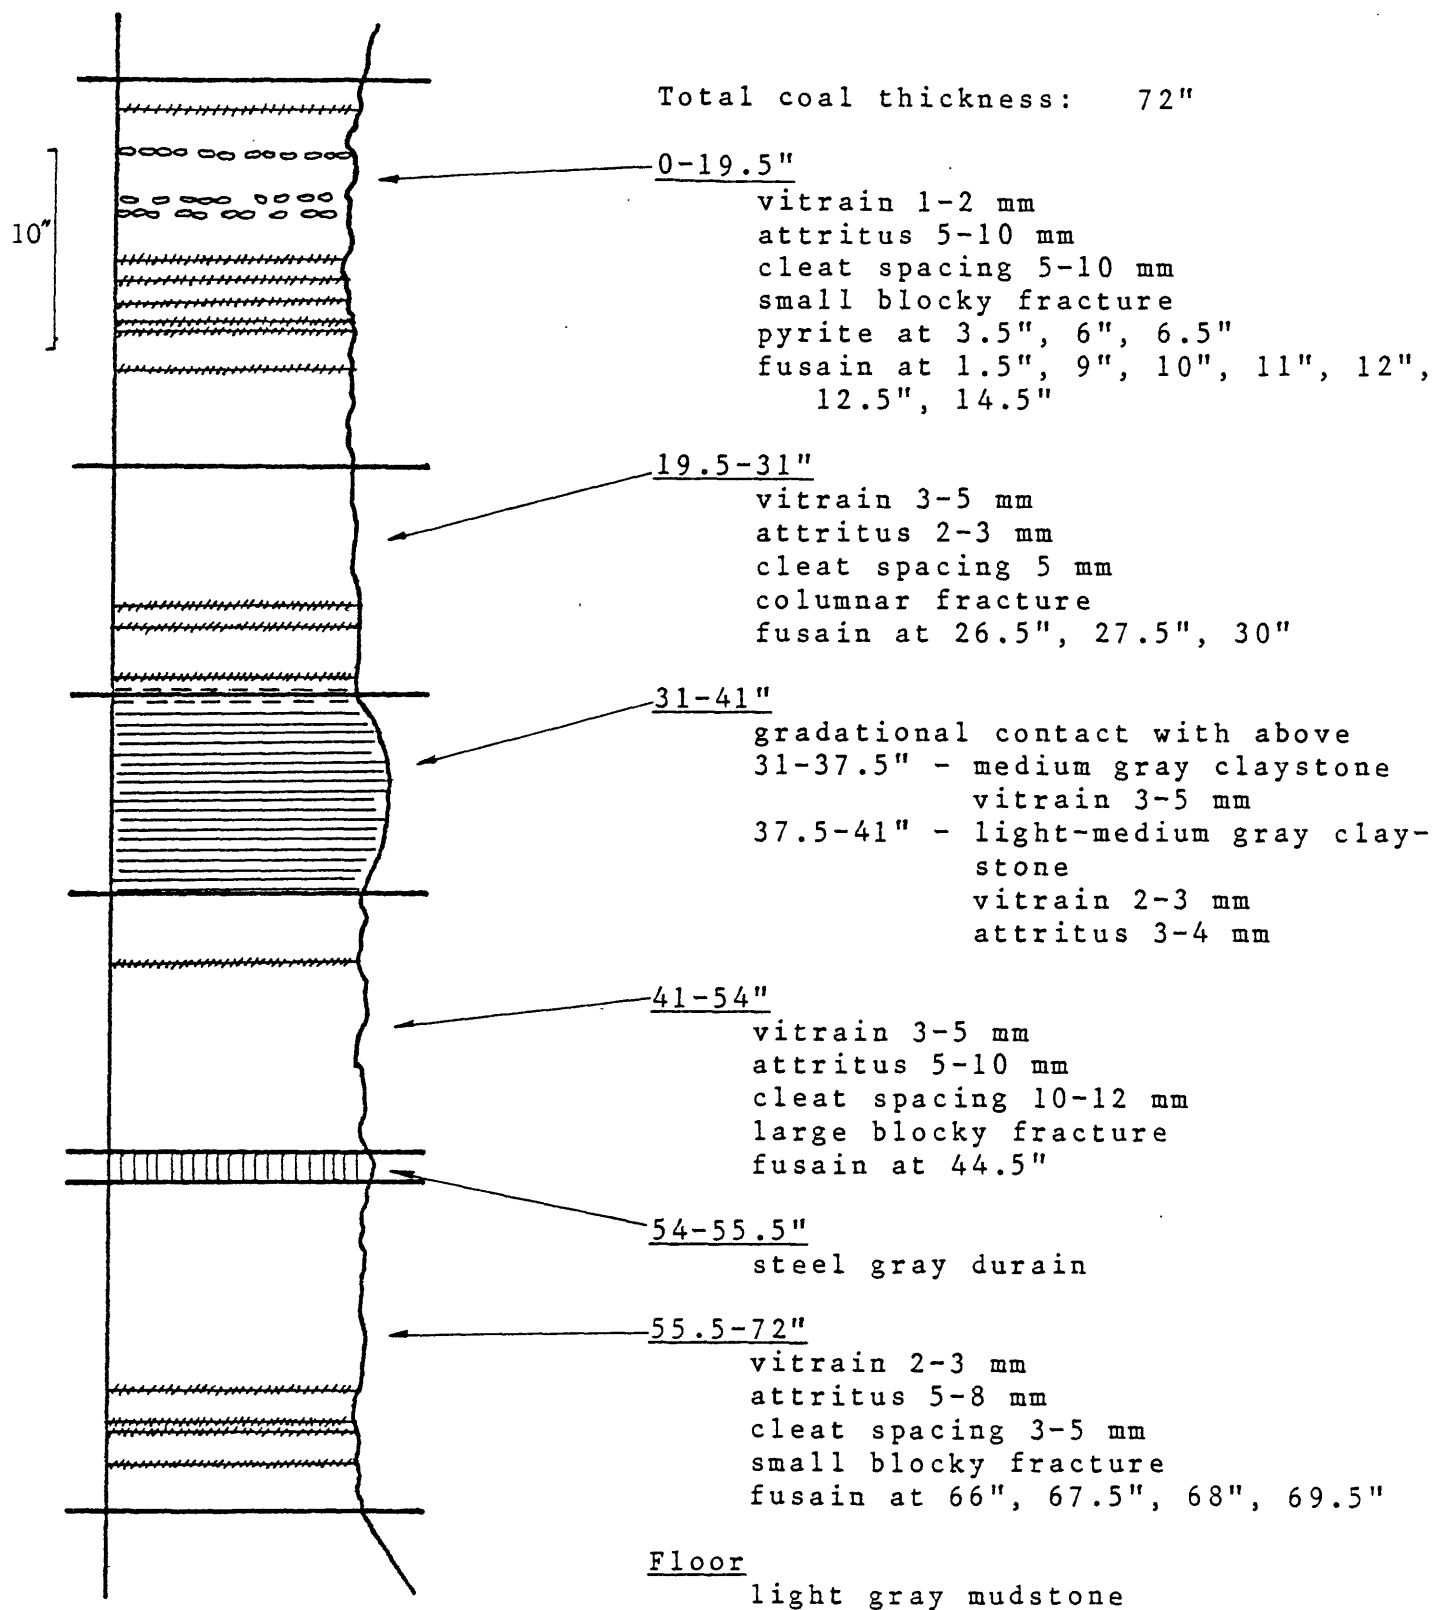 Total coal thickness: 72"
0-19.5"
vitrain 1-2 mm
attritus 5-10 mm
cleat spacing 5-10 mm
small blocky fracture
pyrite at 3.5", 6", 6.5"
fusain at 1.5", 9", 10", 11", 12",
12.5", 14.5"
10"
19.5-31"
vitrain 3-5 mm
attritus 2-3 mm
cleat spacing 5 mm
columnar fracture
fusain at 26.5", 27.5", 30"
31-41"
gradational contact with above
31-37.5" - medium gray claystone
vitrain 3-5 mm
37.5-41" - light-medium gray clay-
stone
vitrain 2-3 mm
attritus 3-4 mm
41-54"
vitrain 3-5 mm
attritus 5-10 mm
cleat spacing 10-12 mm
large blocky fracture
fusain at 44.5"
54-55.5"
steel gray durain
55.5-72"
vitrain 2-3 mm
attritus 5-8 mm
cleat spacing 3-5 mm
small blocky fracture
fusain at 66", 67.5", 68", 69.5"
Floor
light gray mudstone